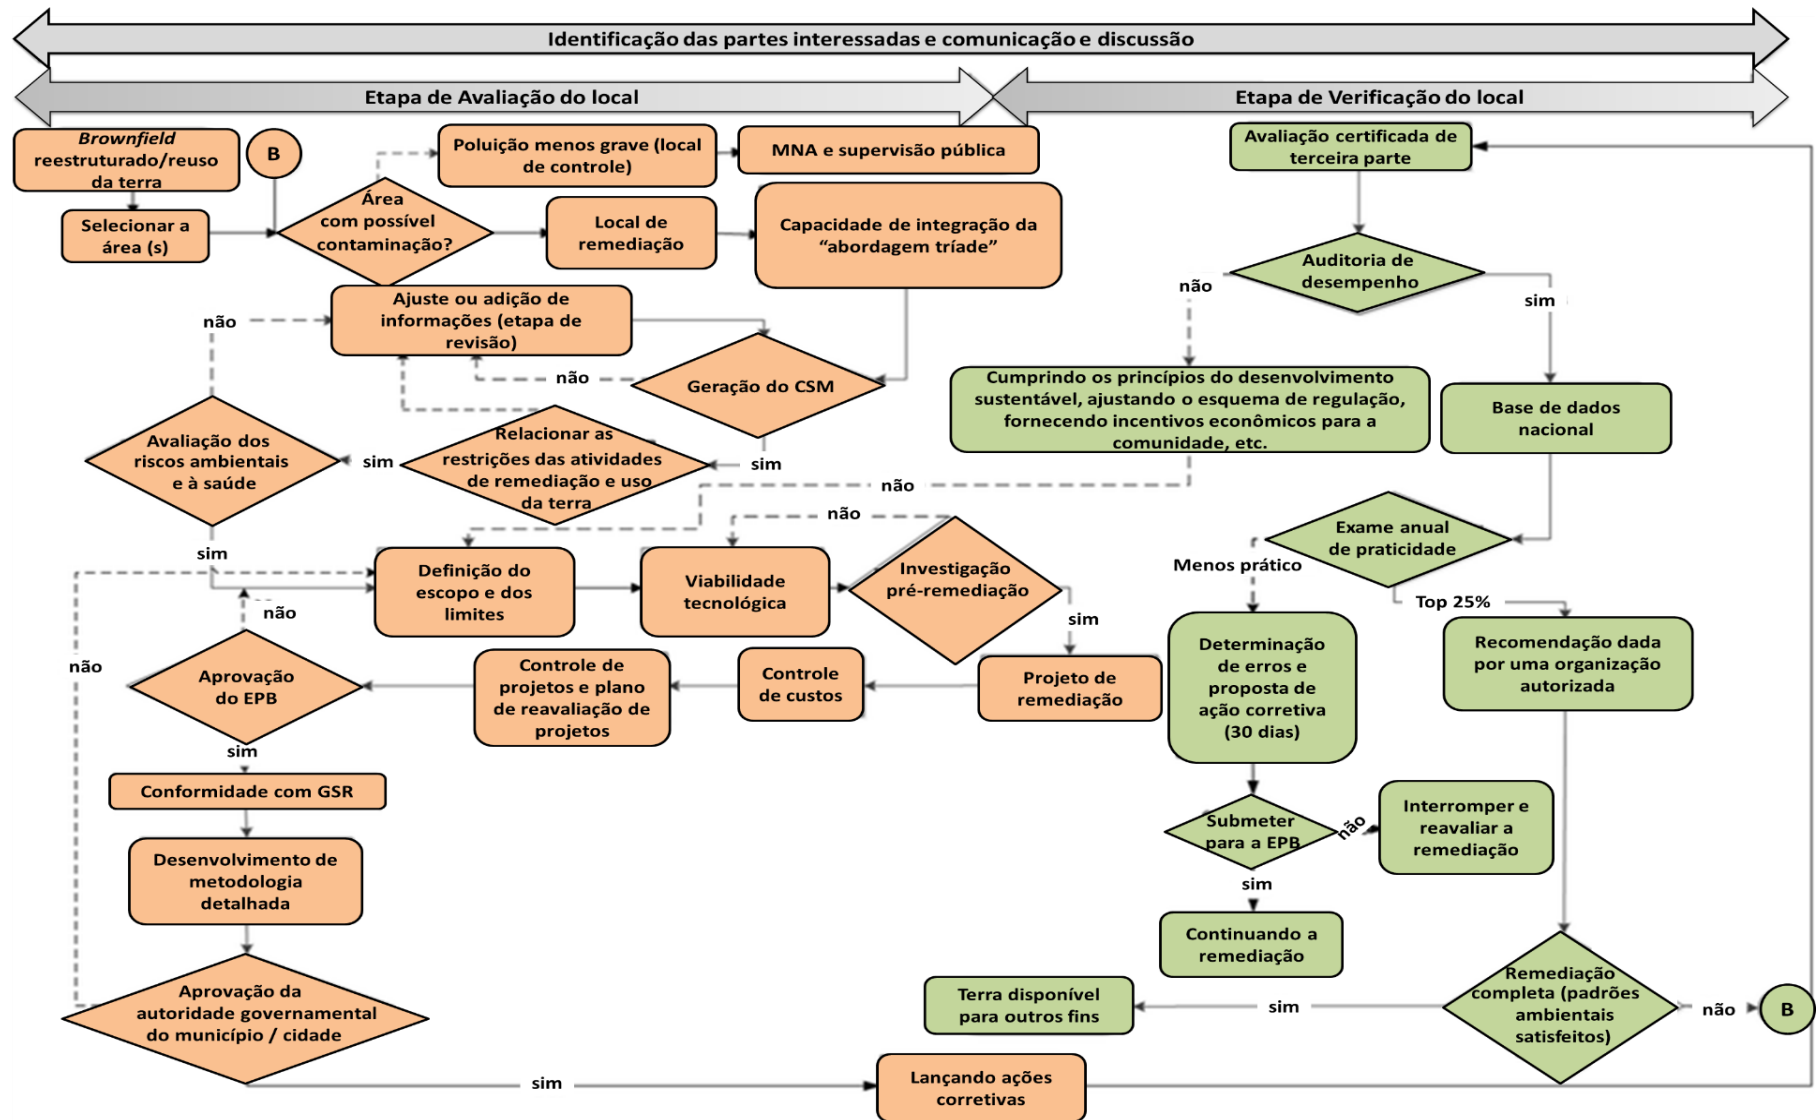 Identificação das partes interessadas e comunicação e discussão
Etapa de Avaliação do local
Etapa de Verificação do local
Brownfield
reestruturado/reuso
da terra
B
Poluição menos grave (local
de controle)
MNA e supervisão pública
Avaliação certificada de
terceira parte
Selecionar a
área (s)
Área
com possível
contaminação?
Local de
remediação
Capacidade de integração da
“abordagem tríade”
Auditoria de
desempenho
não
sim
Ajuste ou adição de
informações (etapa de
revisão)
não
não
Geração do CSM
Cumprindo os princípios do desenvolvimento
sustentável, ajustando o esquema de regulação,
fornecendo incentivos econômicos para a
comunidade, etc.
Base de dados
nacional
Avaliação dos
riscos ambientais
e à saúde
sim
Relacionar as
restrições das atividades
de remediação e uso
da terra
sim
não
não
Exame anual
de praticidade
sim
Definição do
escopo e dos
limites
Viabilidade
tecnológica
Investigação
pré-remediação
Menos prático
Top 25%
não
sim
não
Aprovação
do EPB
Controle de
projetos e plano
de reavaliação de
projetos
Controle
de custos
Projeto de
remediação
Determinação
de erros e
proposta de
ação corretiva
(30 dias)
Recomendação dada
por uma organização
autorizada
sim
Conformidade com GSR
Submeter
para a EPB
não
Interromper e
reavaliar a
remediação
Desenvolvimento de
metodologia
detalhada
sim
Continuando a
remediação
Aprovação da
autoridade governamental
do município / cidade
Terra disponível
para outros fins
sim
Remediação
completa (padrões
ambientais
satisfeitos)
não
B
sim
Lançando ações
corretivas